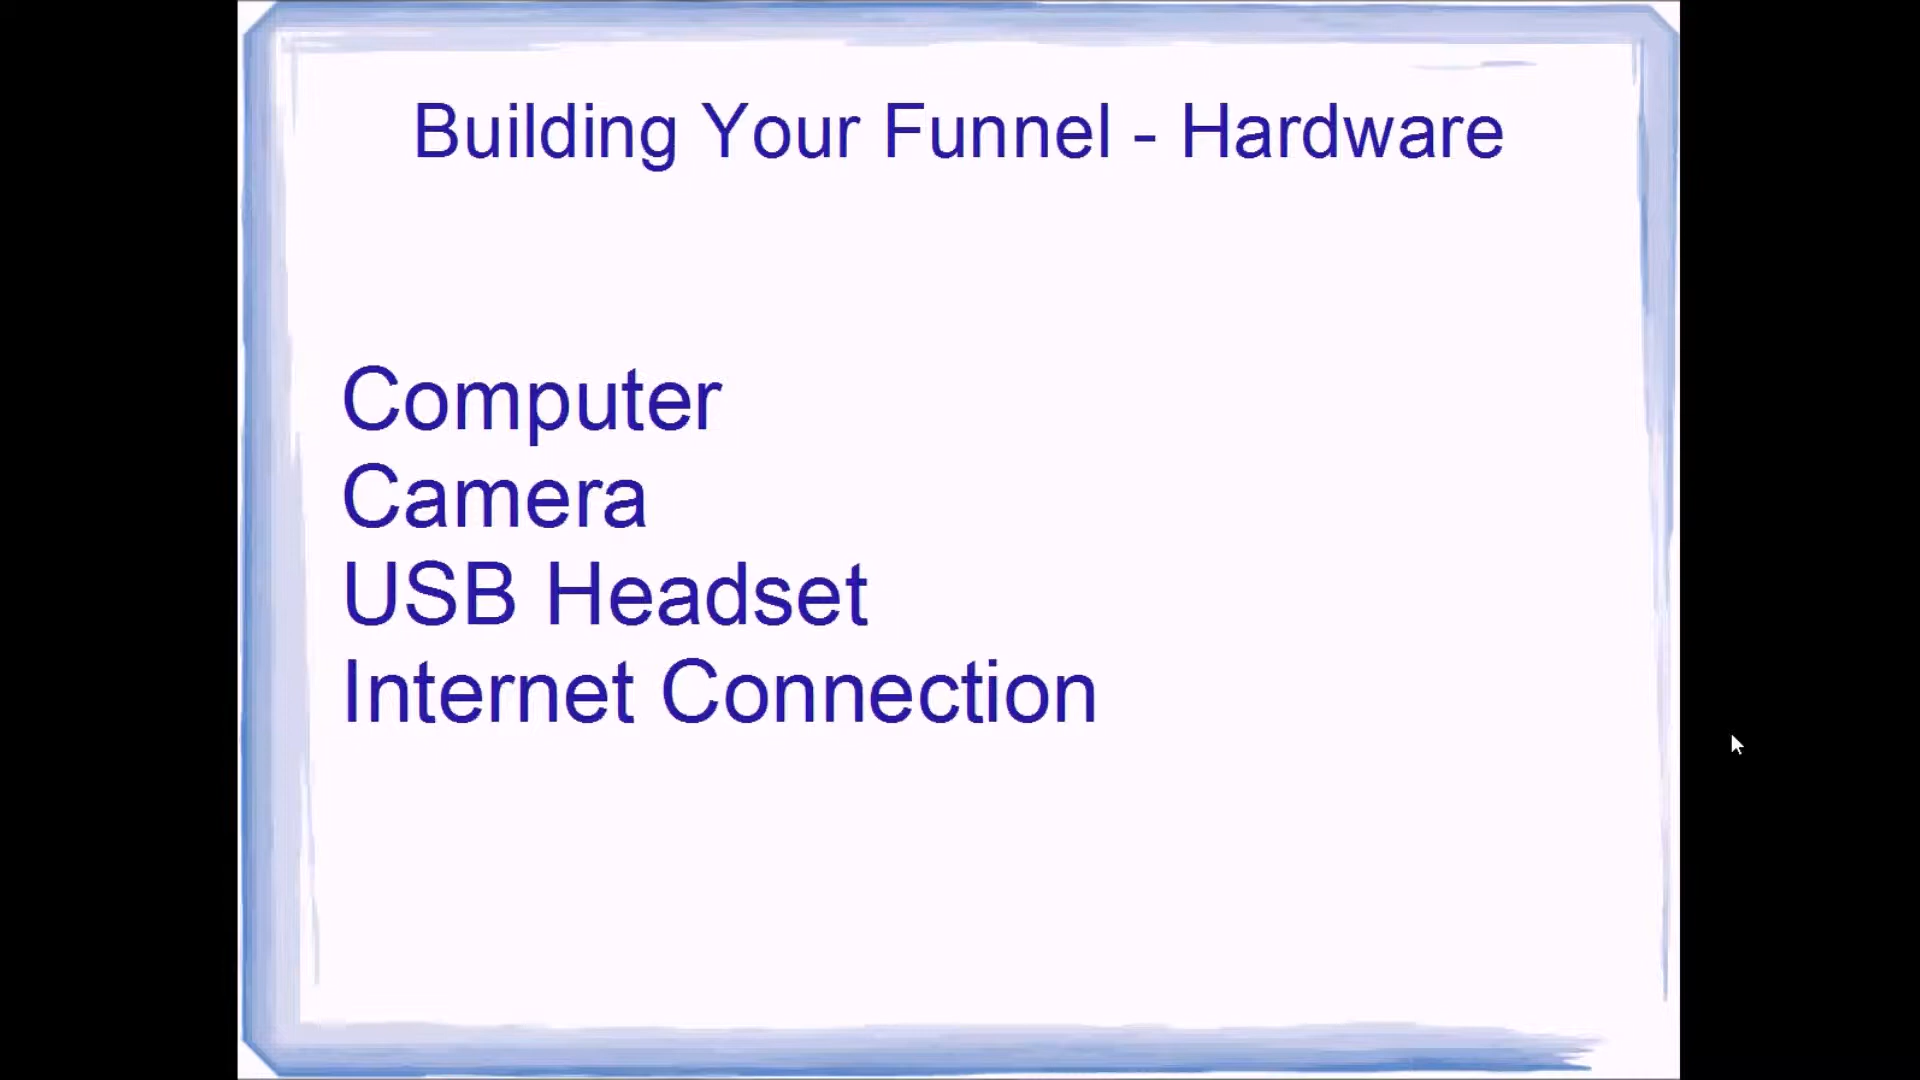 Building Your Funnel - Hardware
Computer
Camera
USB Headset
Internet Connection